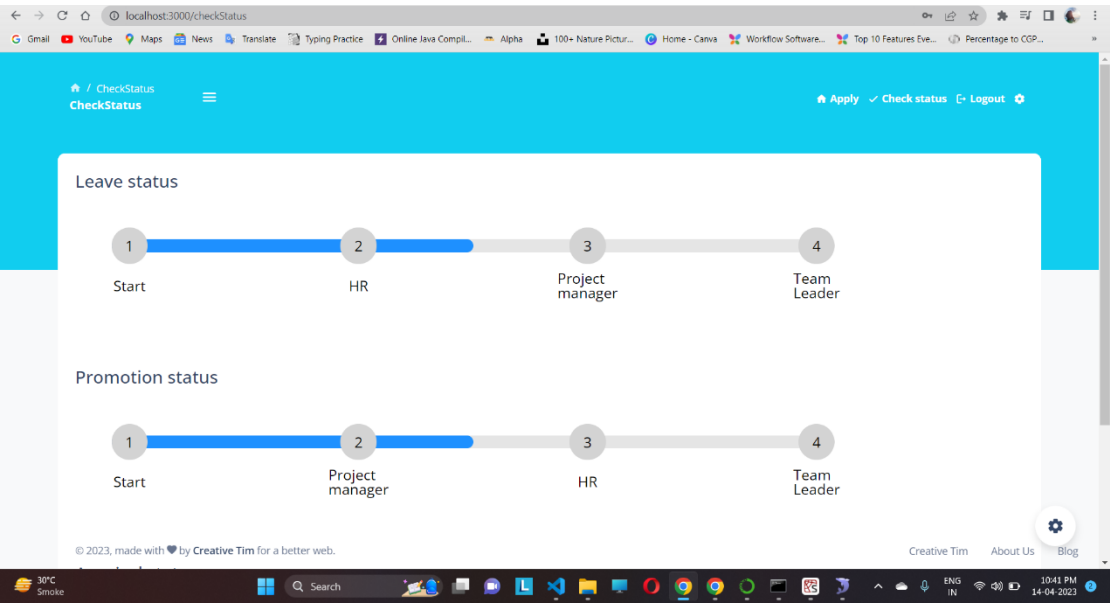 localhost:3000/checkStatus
Gmail YouTube Maps GB News Translate Typing Practice Online Java Compil... Alpha 100+ Nature Pictur... Home - Canva Workflow Software... Top 10 Features Eve... Percentage to CGP... »
/ CheckStatus
CheckStatus
Apply Check status Logout
Leave status
1 2 3 4
Start HR Project manager Team Leader
Promotion status
1 2 3 4
Start Project manager HR Team Leader
© 2023, made with by Creative Tim for a better web. Creative Tim About Us Blog
30°C
Smoke
Search
ENG
IN
10:41 PM
14-04-2023